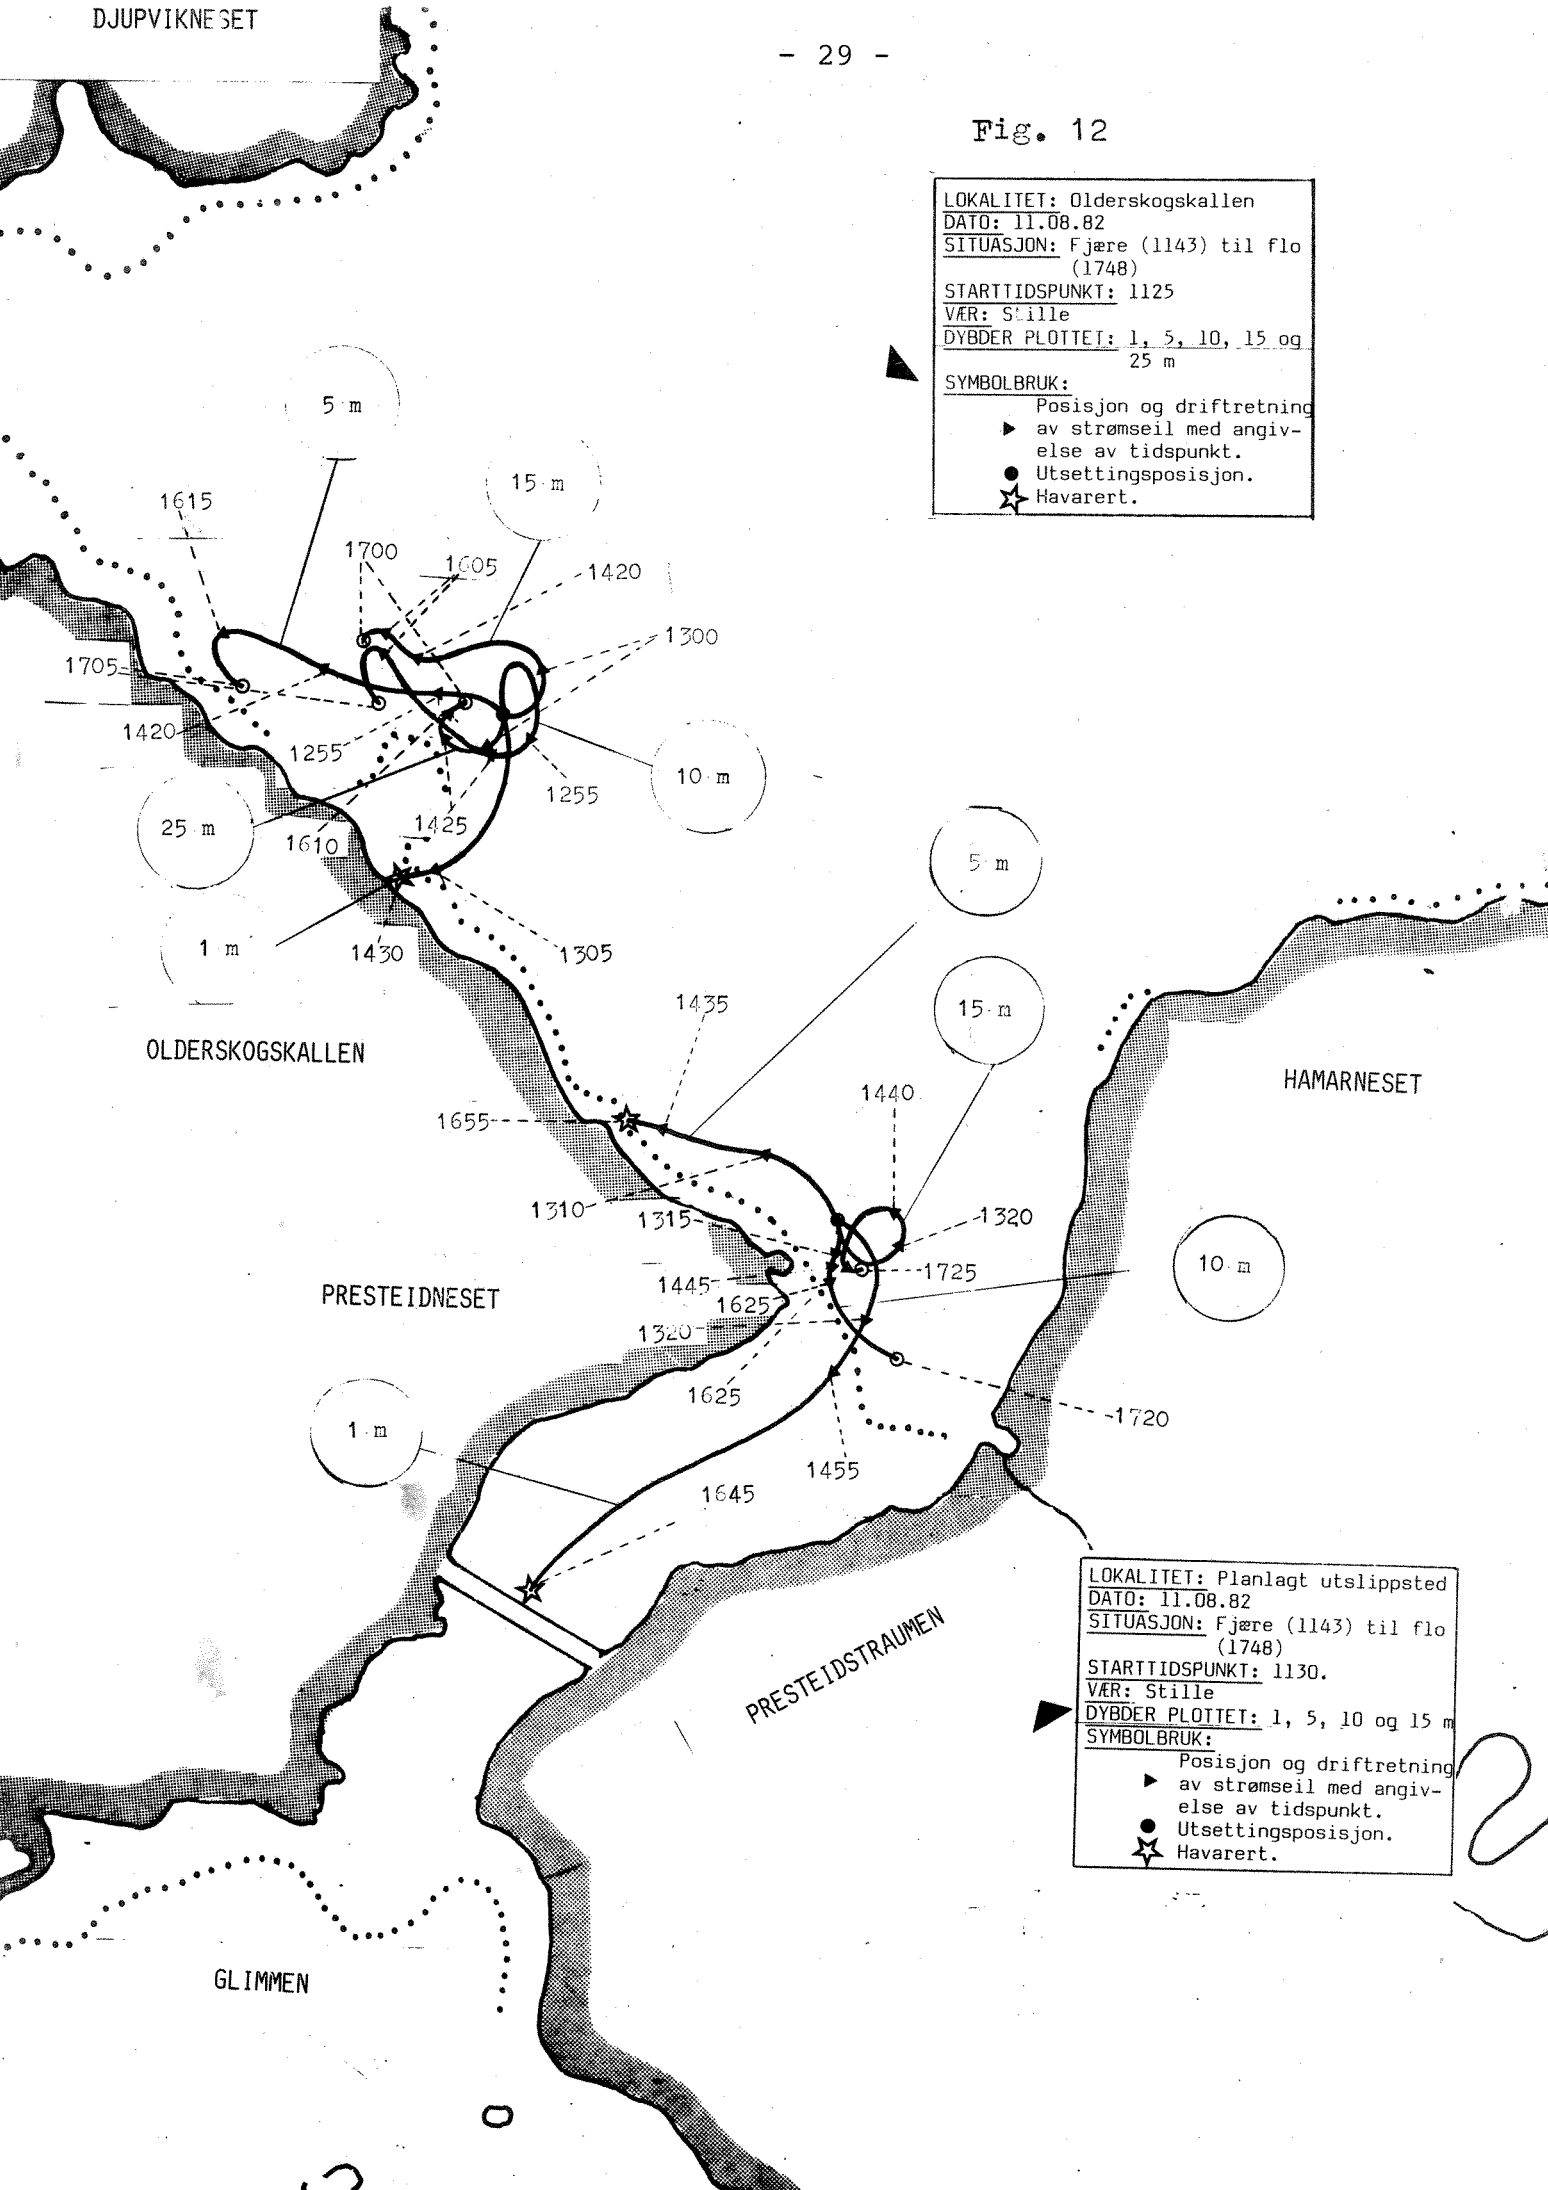 DJUPVIKNESET
- 29 -
Fig. 12
LOKALITET: Olderskogskallen
DATO: 11.08.82
SITUASJON: Fjære (1143) til flo
(1748)
STARTTIDSPUNKT: 1125
VÆR: Stille
DYBDER PLOTTET: 1, 5, 10, 15 og
25 m
SYMBOLBRUK:
Posisjon og driftretning
av strømseil med angiv-
else av tidspunkt.
Utsettingsposisjon.
Havarert.
5 m
15 m
1615
1700
1605
1420
1300
1705
1420
1255
10 m
1255
25 m
1425
1610
5 m
1 m
1430
1305
1435
15 m
OLDERSKOGSKALLEN
HAMARNESET
1440
1655
1310
1315
1320
10 m
1445
1725
PRESTEIDNESET
1625
1320
1625
1720
1 m
1455
1645
PRESTEIDSTRAUMEN
LOKALITET: Planlagt utslippsted
DATO: 11.08.82
SITUASJON: Fjære (1143) til flo
(1748)
STARTTIDSPUNKT: 1130.
VÆR: Stille
DYBDER PLOTTET: 1, 5, 10 og 15 m
SYMBOLBRUK:
Posisjon og driftretning
av strømseil med angiv-
else av tidspunkt.
Utsettingsposisjon.
Havarert.
GLIMMEN